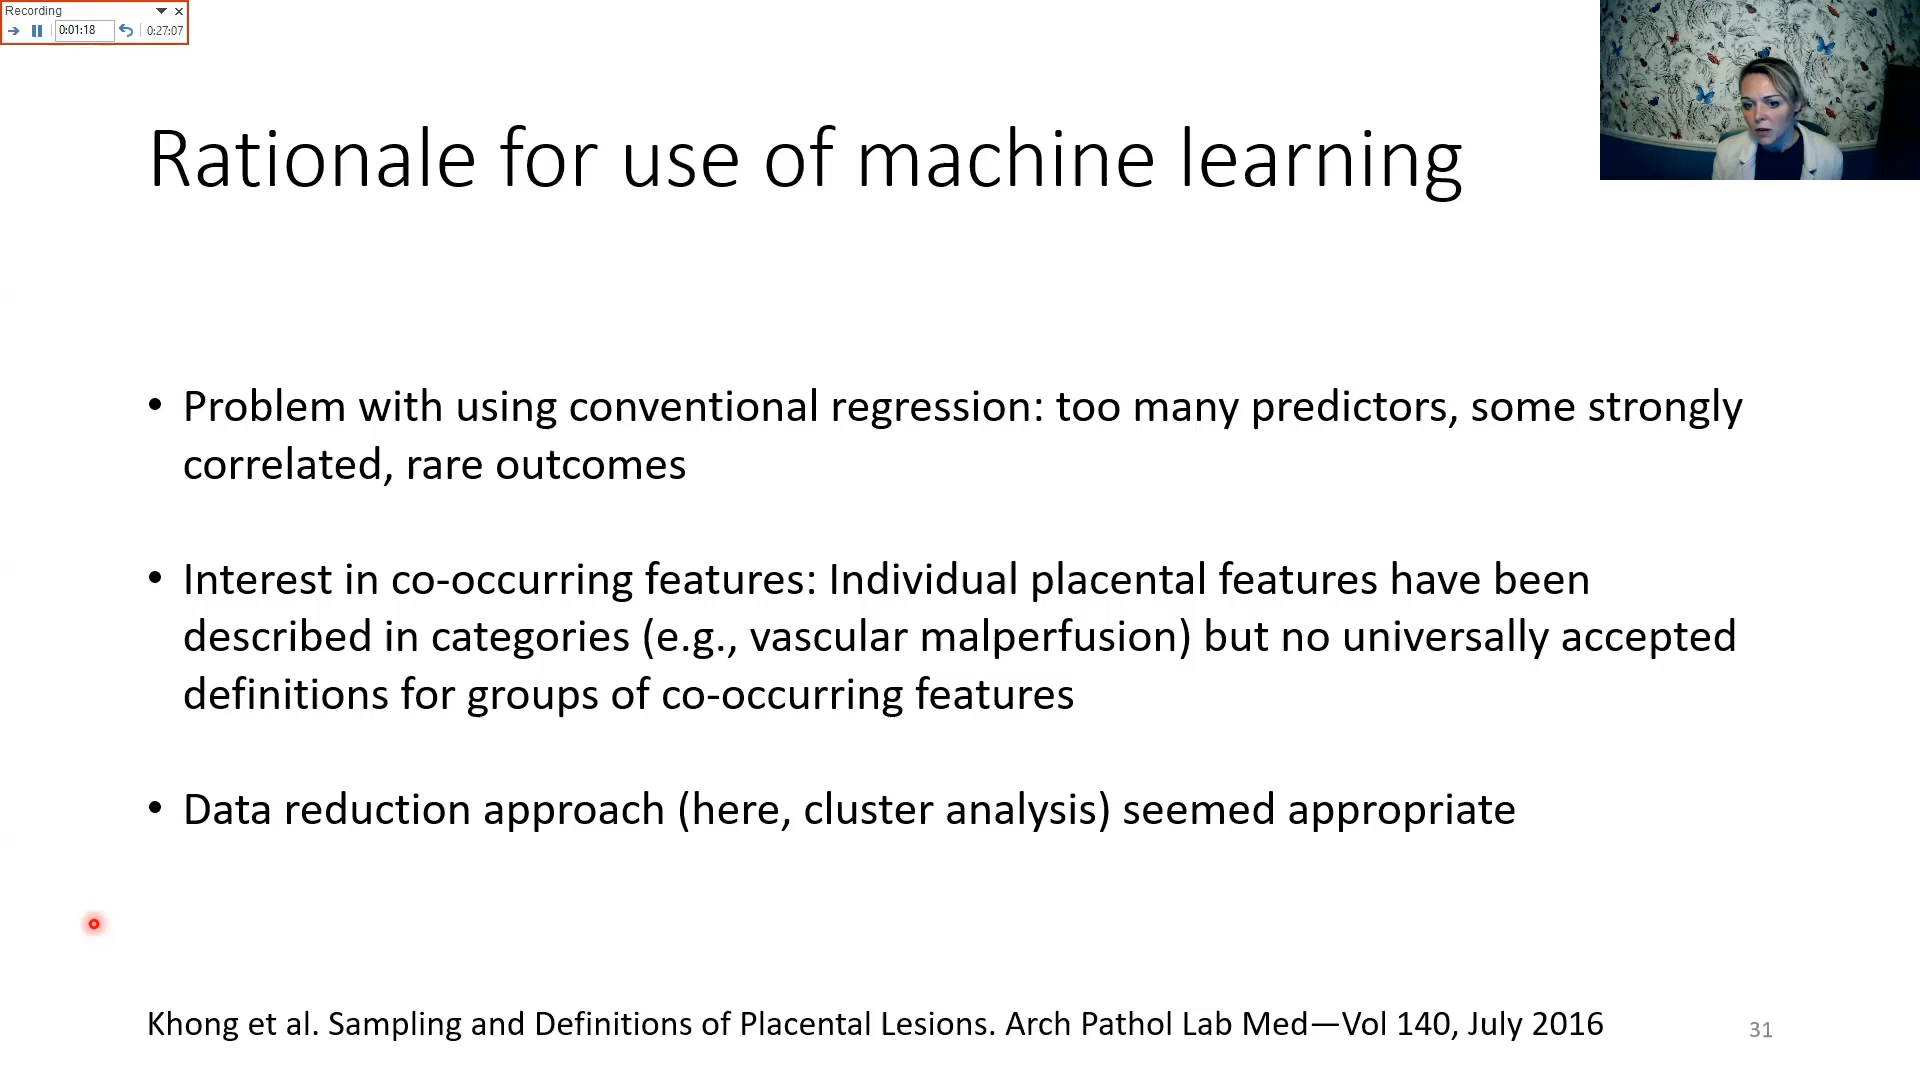 Recording
0:01:18
0:27:07
Rationale for use of machine learning
• Problem with using conventional regression: too many predictors, some strongly
correlated, rare outcomes
• Interest in co-occurring features: Individual placental features have been
described in categories (e.g., vascular malperfusion) but no universally accepted
definitions for groups of co-occurring features
• Data reduction approach (here, cluster analysis) seemed appropriate
Khong et al. Sampling and Definitions of Placental Lesions. Arch Pathol Lab Med—Vol 140, July 2016
31